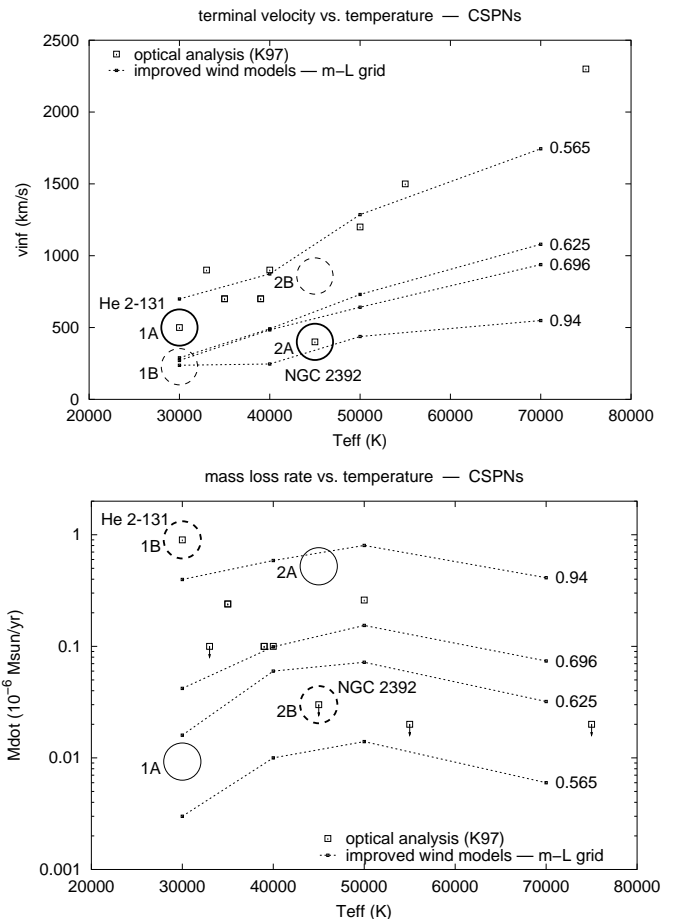 terminal velocity vs. temperature — CSPNs
2500
2000
1500
1000
500
0
vinf (km/s)
optical analysis (K97)
improved wind models — m−L grid
0.565
0.625
0.696
0.94
He 2-131
1A
1B
2B
2A
NGC 2392
20000 30000 40000 50000 60000 70000 80000
Teff (K)
mass loss rate vs. temperature — CSPNs
1
0.1
0.01
0.001
Mdot (10−6 Msun/yr)
He 2-131
1B
2A
0.94
0.696
NGC 2392
2B
0.625
1A
0.565
optical analysis (K97)
improved wind models — m−L grid
20000 30000 40000 50000 60000 70000 80000
Teff (K)